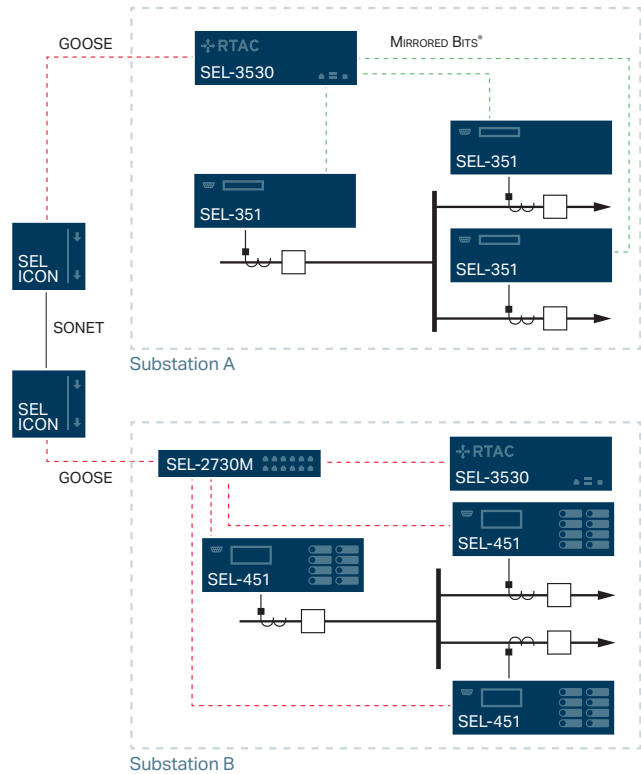 GOOSE
RTAC
SEL-3530
MIRRORED BITS®
SEL-351
SEL-351
SEL-351
SEL
ICON
SONET
SEL
ICON
Substation A
GOOSE
SEL-2730M
RTAC
SEL-3530
SEL-451
SEL-451
SEL-451
Substation B